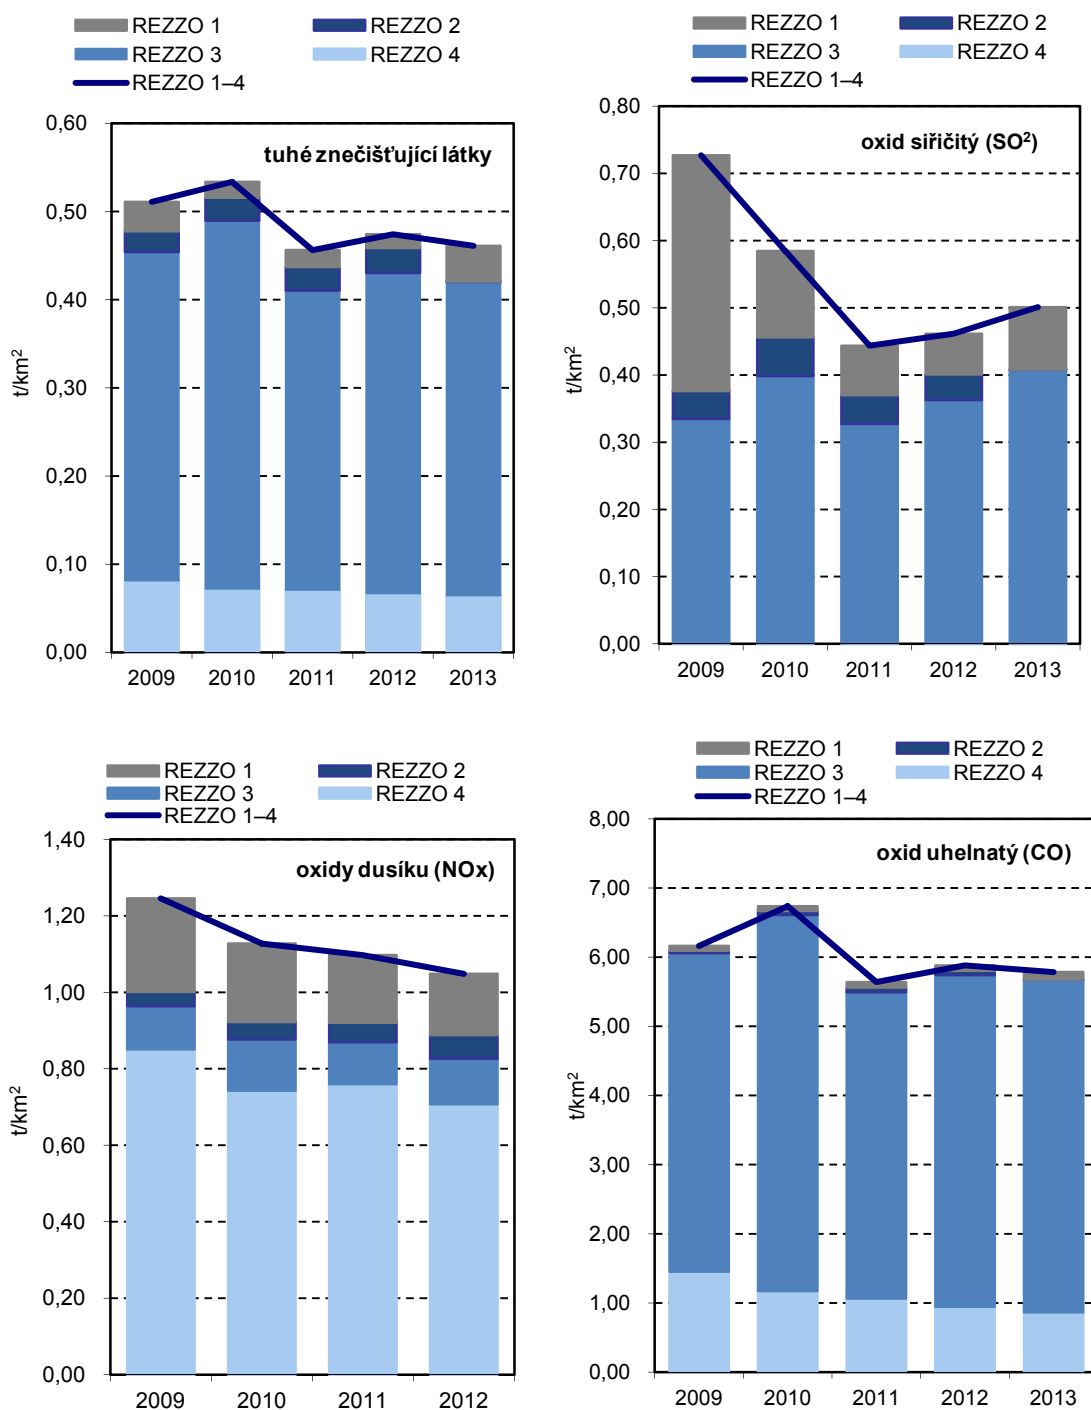 REZZO 1 REZZO 2
REZZO 3 REZZO 4
REZZO 1–4
0,60
0,50
0,40
0,30
0,20
0,10
0,00
t/km²
tuhé znečišťující látky
2009 2010 2011 2012 2013
REZZO 1 REZZO 2
REZZO 3 REZZO 4
REZZO 1–4
0,80
0,70
0,60
0,50
0,40
0,30
0,20
0,10
0,00
t/km²
oxid siřičitý (SO²)
2009 2010 2011 2012 2013
REZZO 1 REZZO 2
REZZO 3 REZZO 4
REZZO 1–4
1,40
1,20
1,00
0,80
0,60
0,40
0,20
0,00
t/km²
oxidy dusíku (NOx)
2009 2010 2011 2012
REZZO 1 REZZO 2
REZZO 3 REZZO 4
REZZO 1–4
8,00
7,00
6,00
5,00
4,00
3,00
2,00
1,00
0,00
t/km²
oxid uhelnatý (CO)
2009 2010 2011 2012 2013